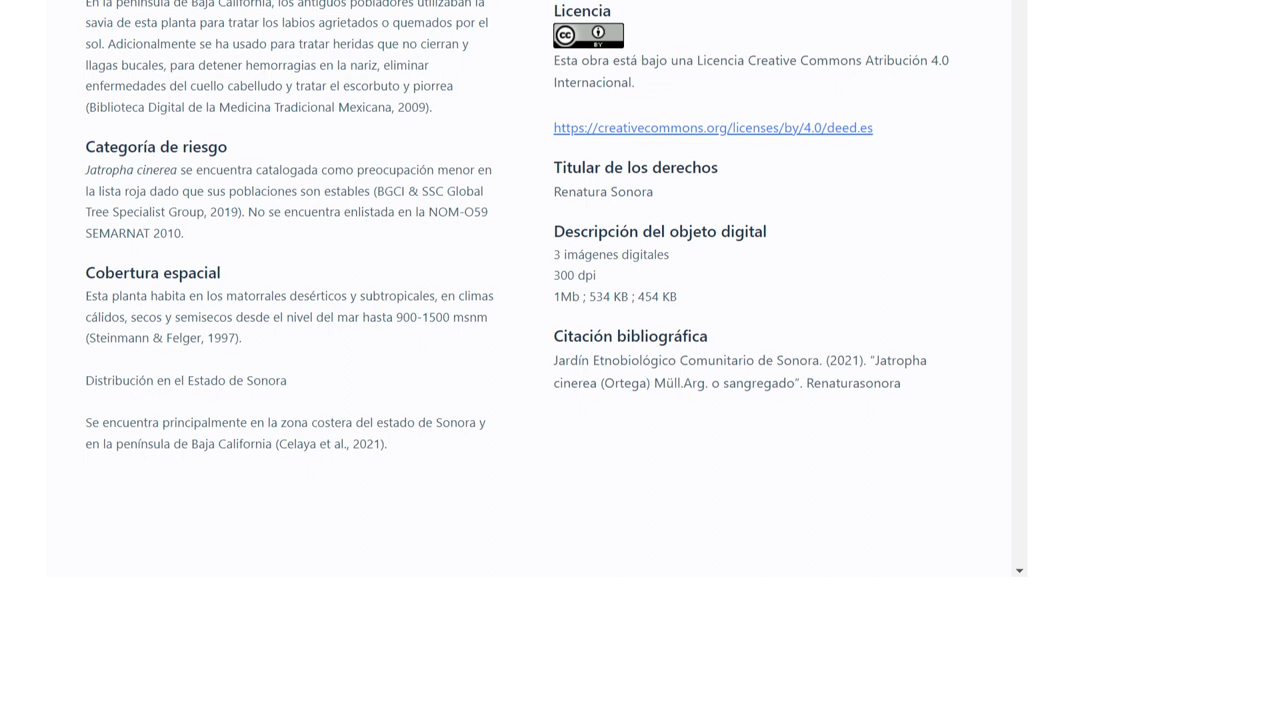 En la península de Baja California, los antiguos pobladores utilizaban la
savia de esta planta para tratar los labios agrietados o quemados por el
sol. Adicionalmente se ha usado para tratar heridas que no cierran y
llagas bucales, para detener hemorragias en la nariz, eliminar
enfermedades del cuello cabelludo y tratar el escorbuto y piorrea
(Biblioteca Digital de la Medicina Tradicional Mexicana, 2009).
Categoría de riesgo
Jatropha cinerea se encuentra catalogada como preocupación menor en
la lista roja dado que sus poblaciones son estables (BGCI & SSC Global
Tree Specialist Group, 2019). No se encuentra enlistada en la NOM-O59
SEMARNAT 2010.
Cobertura espacial
Esta planta habita en los matorrales desérticos y subtropicales, en climas
cálidos, secos y semisecos desde el nivel del mar hasta 900-1500 msnm
(Steinmann & Felger, 1997).
Distribución en el Estado de Sonora
Se encuentra principalmente en la zona costera del estado de Sonora y
en la península de Baja California (Celaya et al., 2021).
Licencia
cc BY
Esta obra está bajo una Licencia Creative Commons Atribución 4.0
Internacional.
https://creativecommons.org/licenses/by/4.0/deed.es
Titular de los derechos
Renatura Sonora
Descripción del objeto digital
3 imágenes digitales
300 dpi
1Mb ; 534 KB ; 454 KB
Citación bibliográfica
Jardín Etnobiológico Comunitario de Sonora. (2021). "Jatropha
cinerea (Ortega) Müll.Arg. o sangregado". Renaturasonora